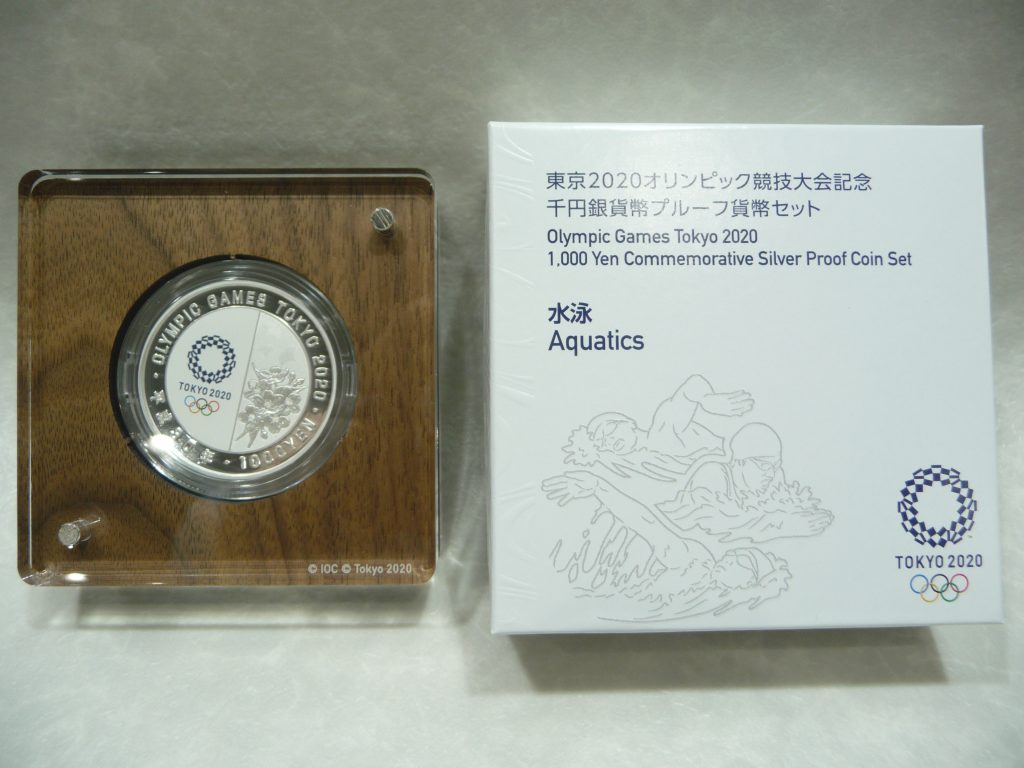 OLYMPIC GAMES TOKYO 2020
TOKYO 2020
1000YEN
© IOC © Tokyo 2020
東京2020オリンピック競技大会記念
千円銀貨幣プルーフ貨幣セット
Olympic Games Tokyo 2020
1,000 Yen Commemorative Silver Proof Coin Set
水泳
Aquatics
TOKYO 2020